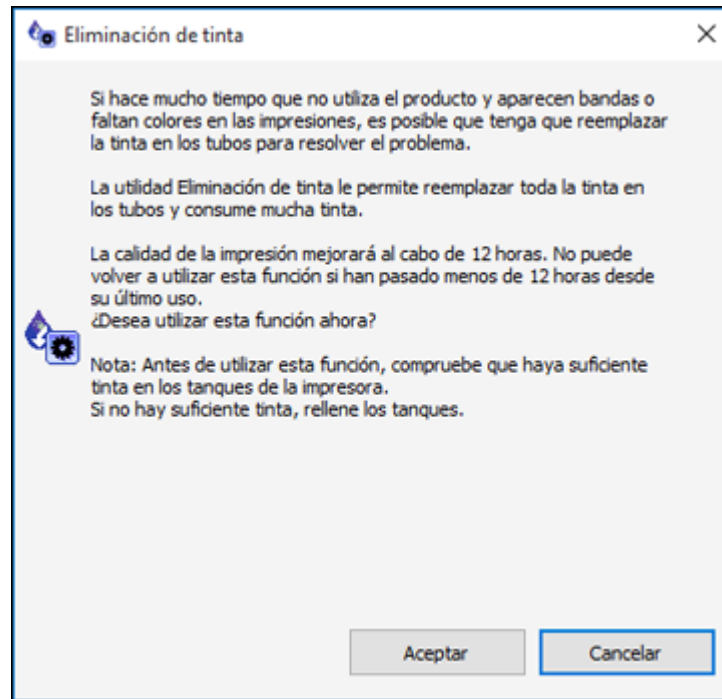 Eliminación de tinta
Si hace mucho tiempo que no utiliza el producto y aparecen bandas o
faltan colores en las impresiones, es posible que tenga que reemplazar
la tinta en los tubos para resolver el problema.
La utilidad Eliminación de tinta le permite reemplazar toda la tinta en
los tubos y consume mucha tinta.
La calidad de la impresión mejorará al cabo de 12 horas. No puede
volver a utilizar esta función si han pasado menos de 12 horas desde
su último uso.
¿Desea utilizar esta función ahora?
Nota: Antes de utilizar esta función, compruebe que haya suficiente
tinta en los tanques de la impresora.
Si no hay suficiente tinta, rellene los tanques.
Aceptar
Cancelar